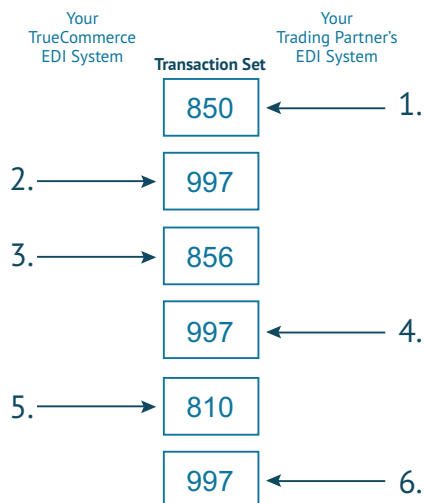 Your
TrueCommerce
EDI System
Your
Trading Partner's
EDI System
Transaction Set
850
1.
2.
997
3.
856
997
4.
5.
810
997
6.